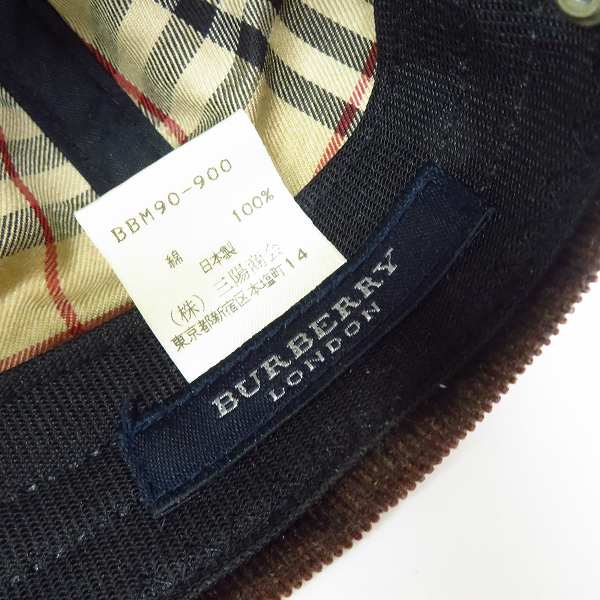 BBM90-900
綿 100%
日本製
(株)三陽商会
東京都新宿区本塩町14
BURBERRY
LONDON